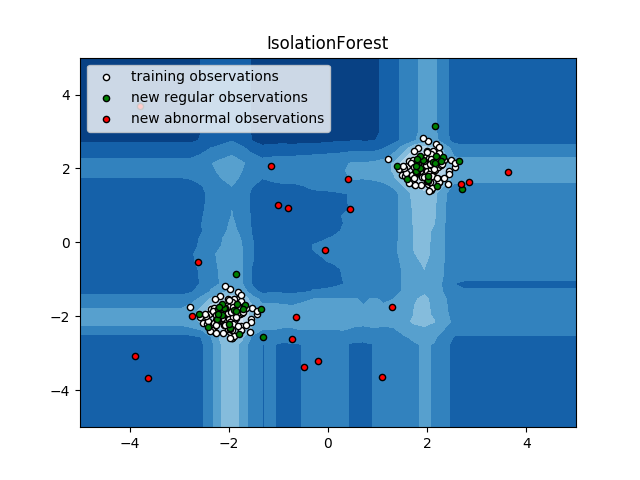 IsolationForest
training observations
new regular observations
new abnormal observations
4
2
0
−2
−4
−4 −2 0 2 4